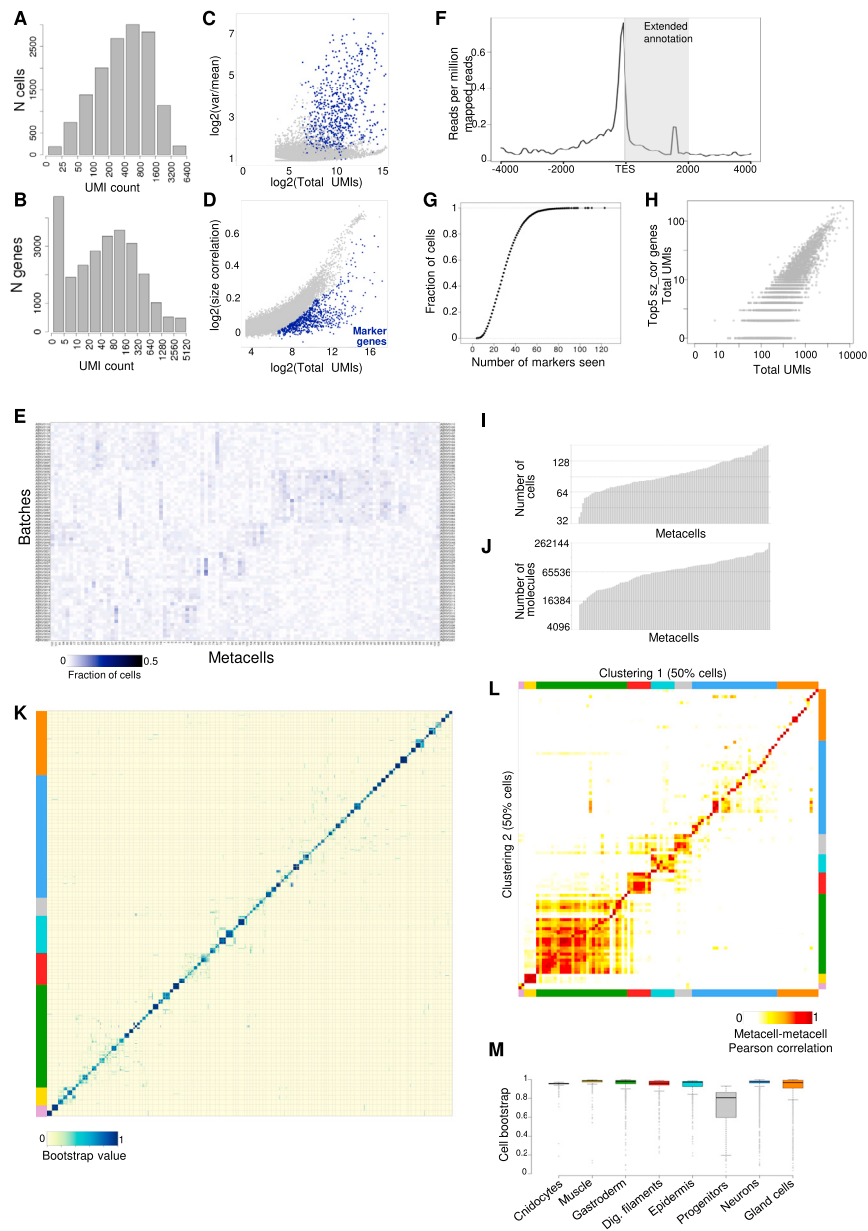 A
N cells
0
500
1500
2500
0
25
50
100
200
400
800
1600
3200
6400
UMI count
B
N genes
0
1000
3000
0
5
10
20
40
80
160
320
640
1280
2560
5120
UMI count
C
log2(var/mean)
7
5
3
2
1
0
5
10
15
log2(Total UMIs)
D
log2(size correlation)
0.6
0.4
0.2
0
4
8
12
16
Marker
genes
log2(Total UMIs)
F
Reads per million
mapped reads
0.6
0.4
0.2
0
Extended
annotation
-4000
-2000
TES
2000
4000
G
Fraction of cells
1
0.8
0.6
0.4
0.2
0
0
20
40
60
80
100
120
Number of markers seen
H
Top5 sz_cor genes
Total UMIs
100
10
0
0
10
100
1000
10000
Total UMIs
E
Batches
Metacells
0
0.5
Fraction of cells
I
Number of
cells
128
64
32
Metacells
J
Number of
molecules
262144
65536
16384
4096
Metacells
K
0
1
Bootstrap value
L
Clustering 1 (50% cells)
Clustering 2 (50% cells)
0
1
Metacell-metacell
Pearson correlation
M
Cell bootstrap
1
0.8
0.6
0.4
0.2
0
Cnidocytes
Muscle
Gastroderm
Dig. filaments
Epidermis
Progenitors
Neurons
Gland cells